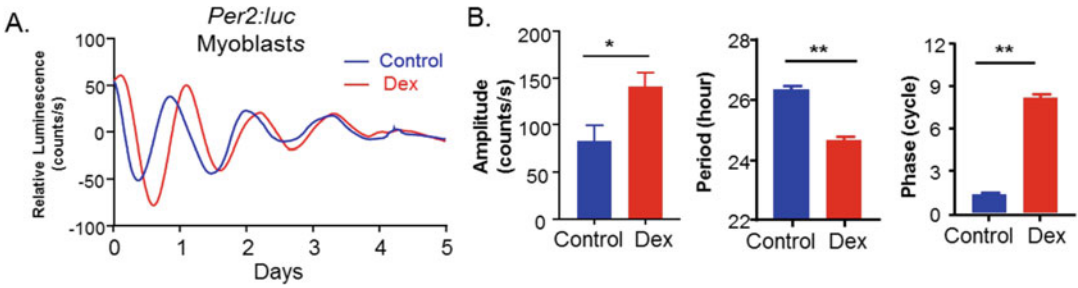 A.
Per2:luc
Myoblasts
Relative Luminescence
(counts/s)
100
50
0
-50
-100
Control
Dex
0 1 2 3 4 5
Days
B.
Amplitude
(counts/s)
200
150
100
50
0
*
Control Dex
Period (hour)
28
26
24
22
**
Control Dex
Phase (cycle)
12
9
6
3
0
**
Control Dex